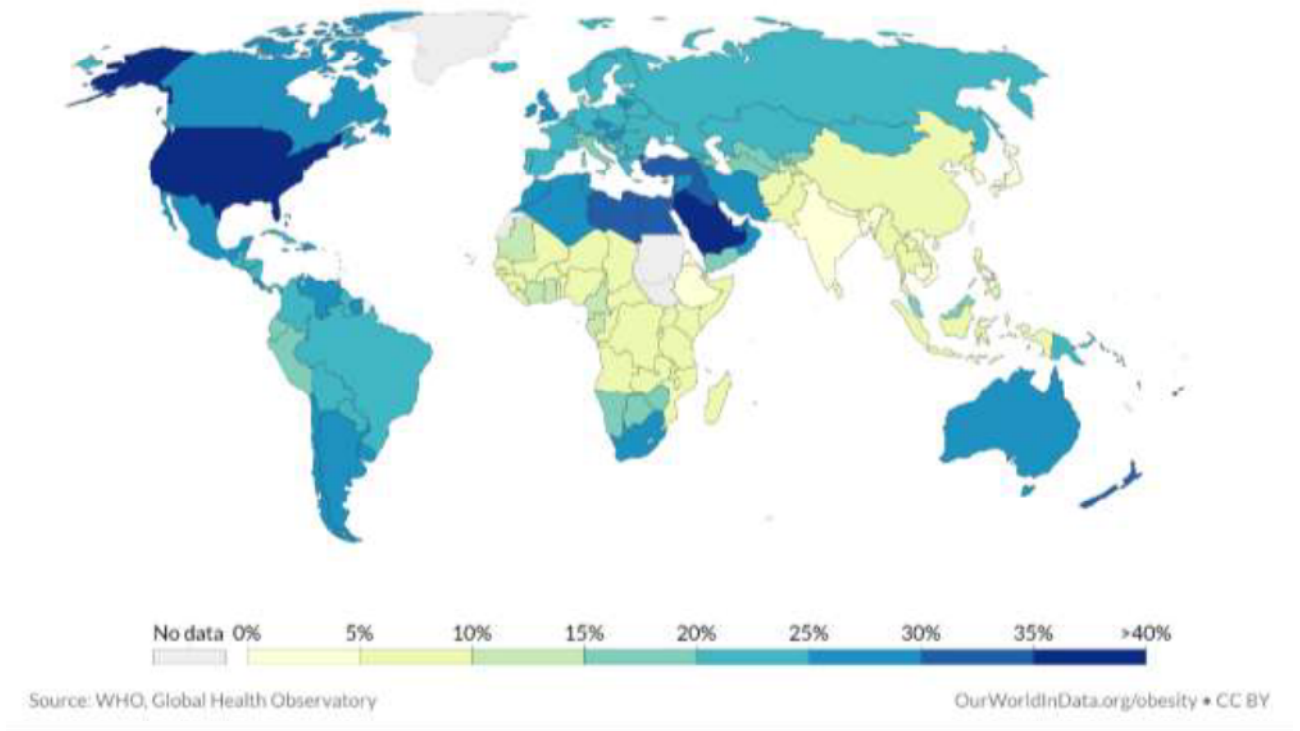 No data 0% 5% 10% 15% 20% 25% 30% 35% >40%
Source: WHO, Global Health Observatory OurWorldInData.org/obesity • CC BY